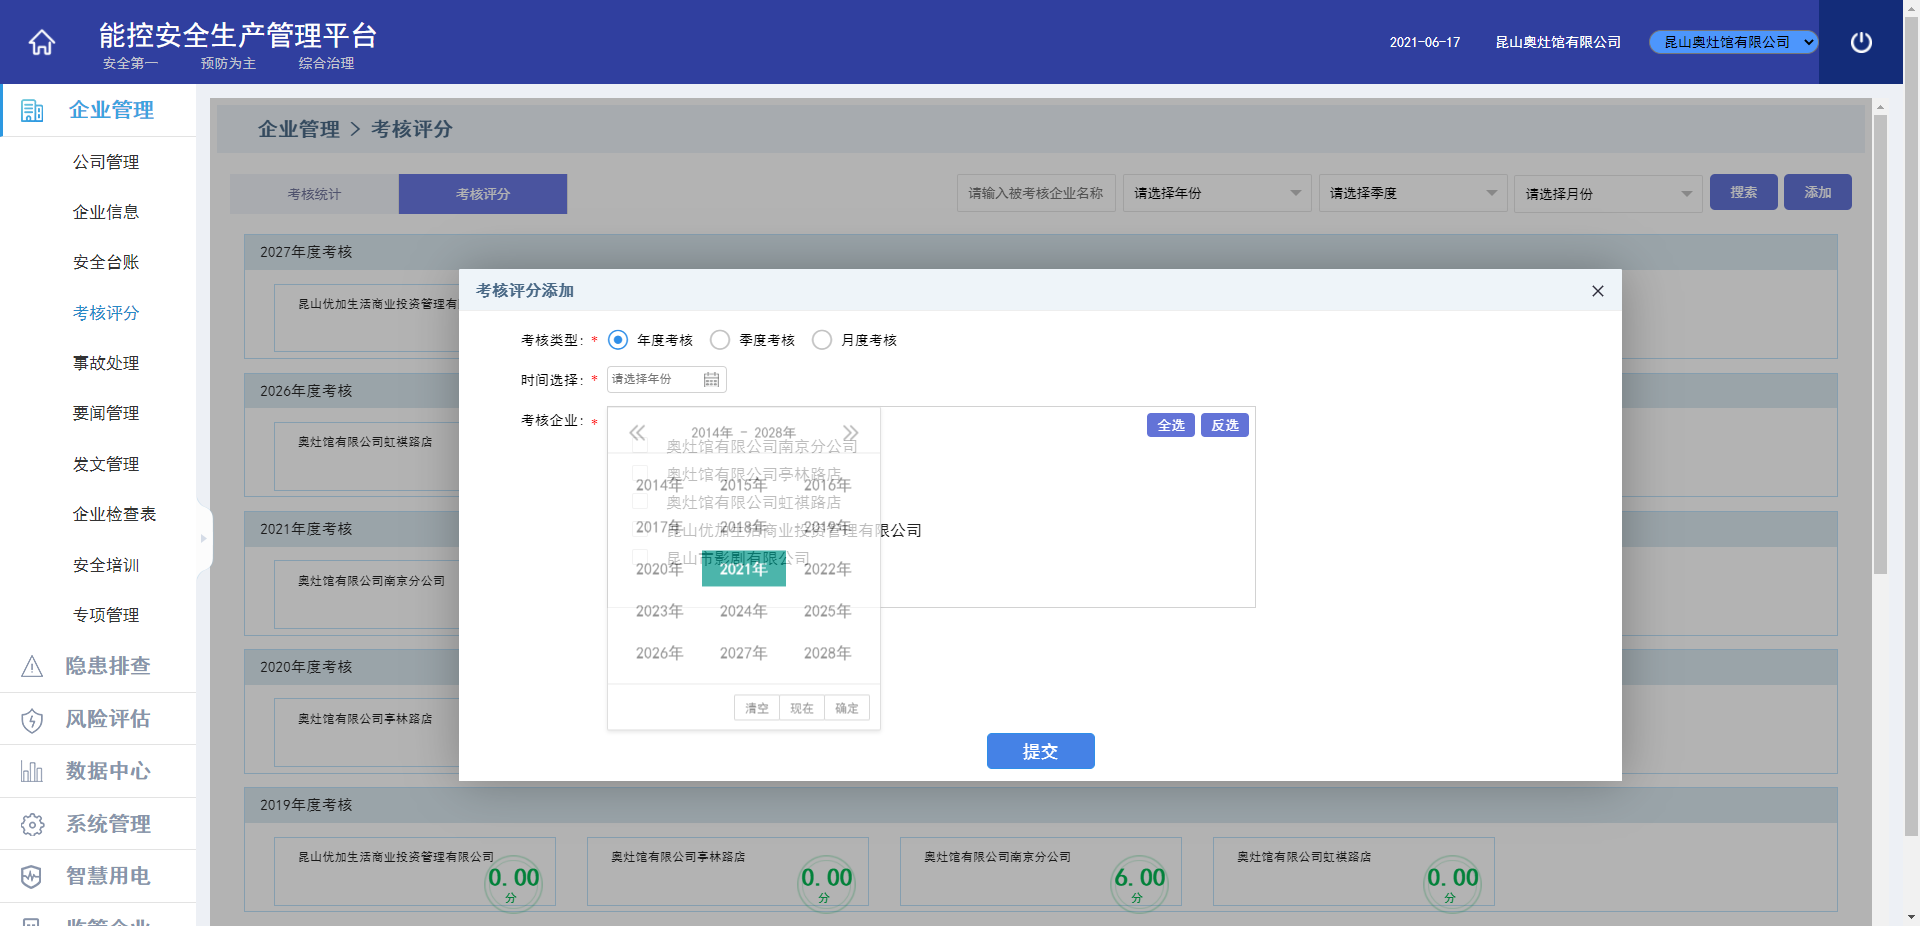 能控安全生产管理平台
安全第一 预防为主 综合治理
2021-06-17 昆山奥灶馆有限公司 昆山奥灶馆有限公司
企业管理
公司管理
企业信息
安全台账
考核评分
事故处理
要闻管理
发文管理
企业检查表
安全培训
专项管理
隐患排查
风险评估
数据中心
系统管理
智慧用电
企业管理 > 考核评分
考核统计 考核评分 请输入被考核企业名称 请选择年份 请选择季度 请选择月份 搜索 添加
2027年度考核
昆山优加生活商业投资管理有
2026年度考核
奥灶馆有限公司虹祺路店
2021年度考核
奥灶馆有限公司南京分公司
2020年度考核
奥灶馆有限公司亭林路店
2019年度考核
昆山优加生活商业投资管理有限公司 0.00 分
奥灶馆有限公司亭林路店 0.00 分
奥灶馆有限公司南京分公司 6.00 分
奥灶馆有限公司虹祺路店 0.00 分
考核评分添加
考核类型: * 年度考核 季度考核 月度考核
时间选择: * 请选择年份
考核企业: * 全选 反选
2014年 - 2028年
奥灶馆有限公司南京分公司
奥灶馆有限公司亭林路店
2014年 2015年 2016年
奥灶馆有限公司虹祺路店
2017年 2018年 2019年
昆山优加生活商业投资管理有限公司
昆山市影剧有限公司
2020年 2021年 2022年
2023年 2024年 2025年
2026年 2027年 2028年
清空 现在 确定
提交